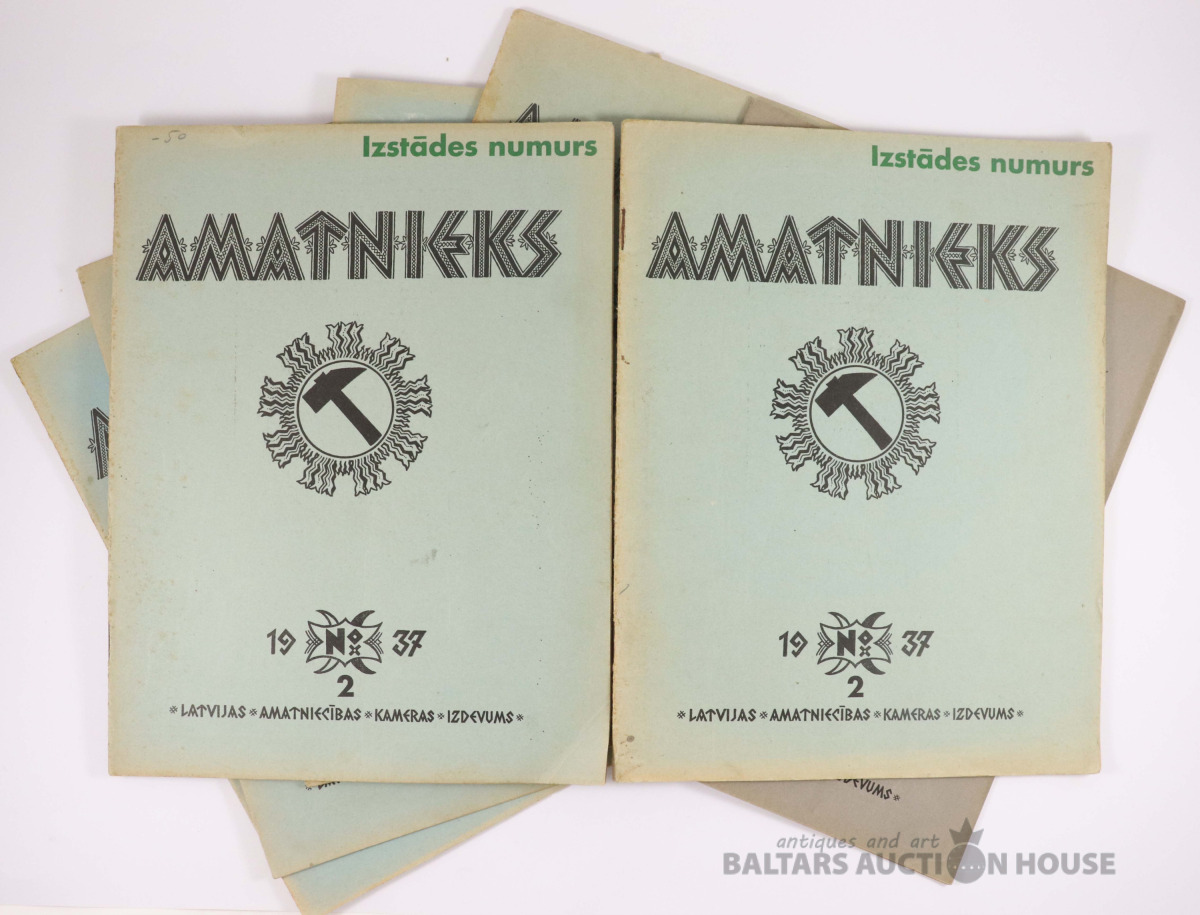 -50
Izstādes numurs
AMATNIEKS
19 No 37
2
* LATVIJAS * AMATNIECĪBAS * KAMERAS * IZDEVUMS *
Izstādes numurs
AMATNIEKS
19 No 37
2
* LATVIJAS * AMATNIECĪBAS * KAMERAS * IZDEVUMS *
antiques and art
BALTARS AUCTION HOUSE